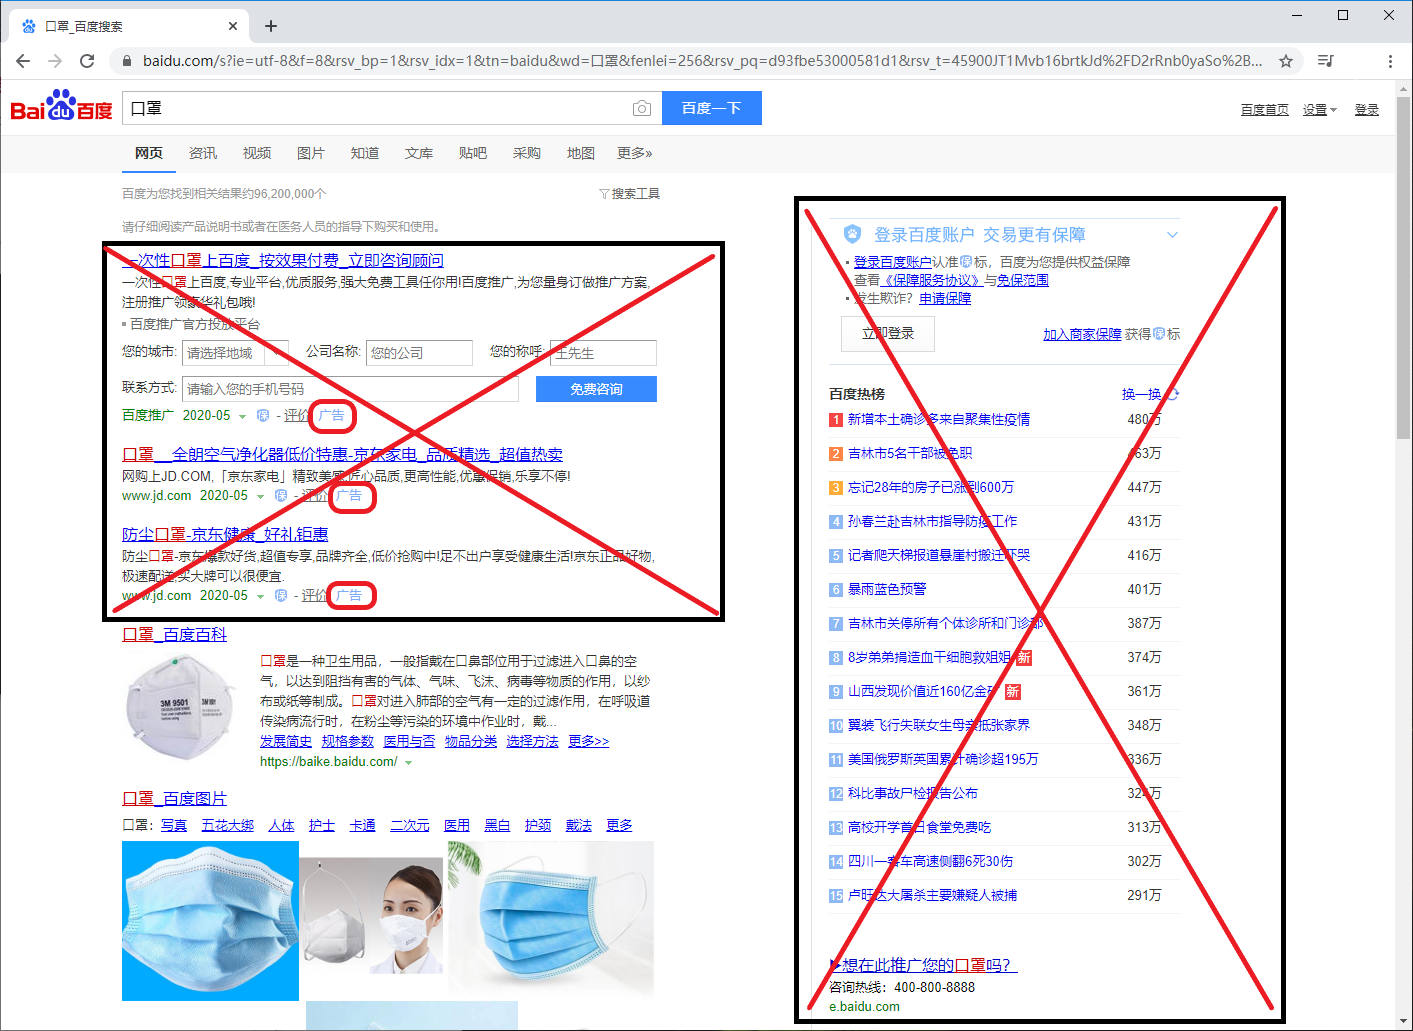 口罩_百度搜索
baidu.com/s?ie=utf-8&f=8&rsv_bp=1&rsv_idx=1&tn=baidu&wd=口罩&fenlei=256&rsv_pq=d93fbe53000581d1&rsv_t=45900JT1Mvb16brtkJd%2FD2rRnb0yaSo%2B...
Bai du 百度
口罩
百度一下
百度首页 设置 登录
网页 资讯 视频 图片 知道 文库 贴吧 采购 地图 更多»
百度为您找到相关结果约96,200,000个
搜索工具
请仔细阅读产品说明书或者在医务人员的指导下购买和使用。
一次性口罩上百度_按效果付费_立即咨询顾问
一次性口罩上百度,专业平台,优质服务,强大免费工具任你用!百度推广,为您量身订做推广方案,
注册推广领豪华礼包哦!
百度推广官方投放平台
您的城市: 请选择地域 公司名称: 您的公司 您的称呼: 王先生
联系方式: 请输入您的手机号码 免费咨询
百度推广 2020-05 保 - 评价 广告
口罩__全朗空气净化器低价特惠-京东家电_品质精选_超值热卖
网购上JD.COM,「京东家电」精致美感,匠心品质,更高性能,优惠促销,乐享不停!
www.jd.com 2020-05 保 - 评价 广告
防尘口罩-京东健康_好礼钜惠
防尘口罩-京东爆款好货,超值专享,品牌齐全,低价抢购中!足不出户享受健康生活!京东正品好物,
极速配送,买大牌可以很便宜.
www.jd.com 2020-05 保 - 评价 广告
口罩_百度百科
3M 9501
口罩是一种卫生用品，一般指戴在口鼻部位用于过滤进入口鼻的空
气，以达到阻挡有害的气体、气味、飞沫、病毒等物质的作用，以纱
布或纸等制成。口罩对进入肺部的空气有一定的过滤作用，在呼吸道
传染病流行时，在粉尘等污染的环境中作业时，戴...
发展简史 规格参数 医用与否 物品分类 选择方法 更多>>
https://baike.baidu.com/
口罩_百度图片
口罩： 写真 五花大绑 人体 护士 卡通 二次元 医用 黑白 护颈 戴法 更多
登录百度账户 交易更有保障
登录百度账户认准保标，百度为您提供权益保障
查看《保障服务协议》与免保范围
发生欺诈？申请保障
立即登录
加入商家保障 获得保标
百度热榜 换一换
1 新增本土确诊多来自聚集性疫情 480万
2 吉林市5名干部被免职 463万
3 忘记28年的房子已涨到600万 447万
4 孙春兰赴吉林市指导防疫工作 431万
5 记者爬天梯报道悬崖村搬迁吓哭 416万
6 暴雨蓝色预警 401万
7 吉林市关停所有个体诊所和门诊部 387万
8 8岁弟弟捐造血干细胞救姐姐 新 374万
9 山西发现价值近160亿金矿 新 361万
10 翼装飞行失联女生母亲抵张家界 348万
11 美国俄罗斯英国累计确诊超195万 336万
12 科比事故尸检报告公布 324万
13 高校开学首日食堂免费吃 313万
14 四川一客车高速侧翻6死30伤 302万
15 卢旺达大屠杀主要嫌疑人被捕 291万
想在此推广您的口罩吗？
咨询热线：400-800-8888
e.baidu.com